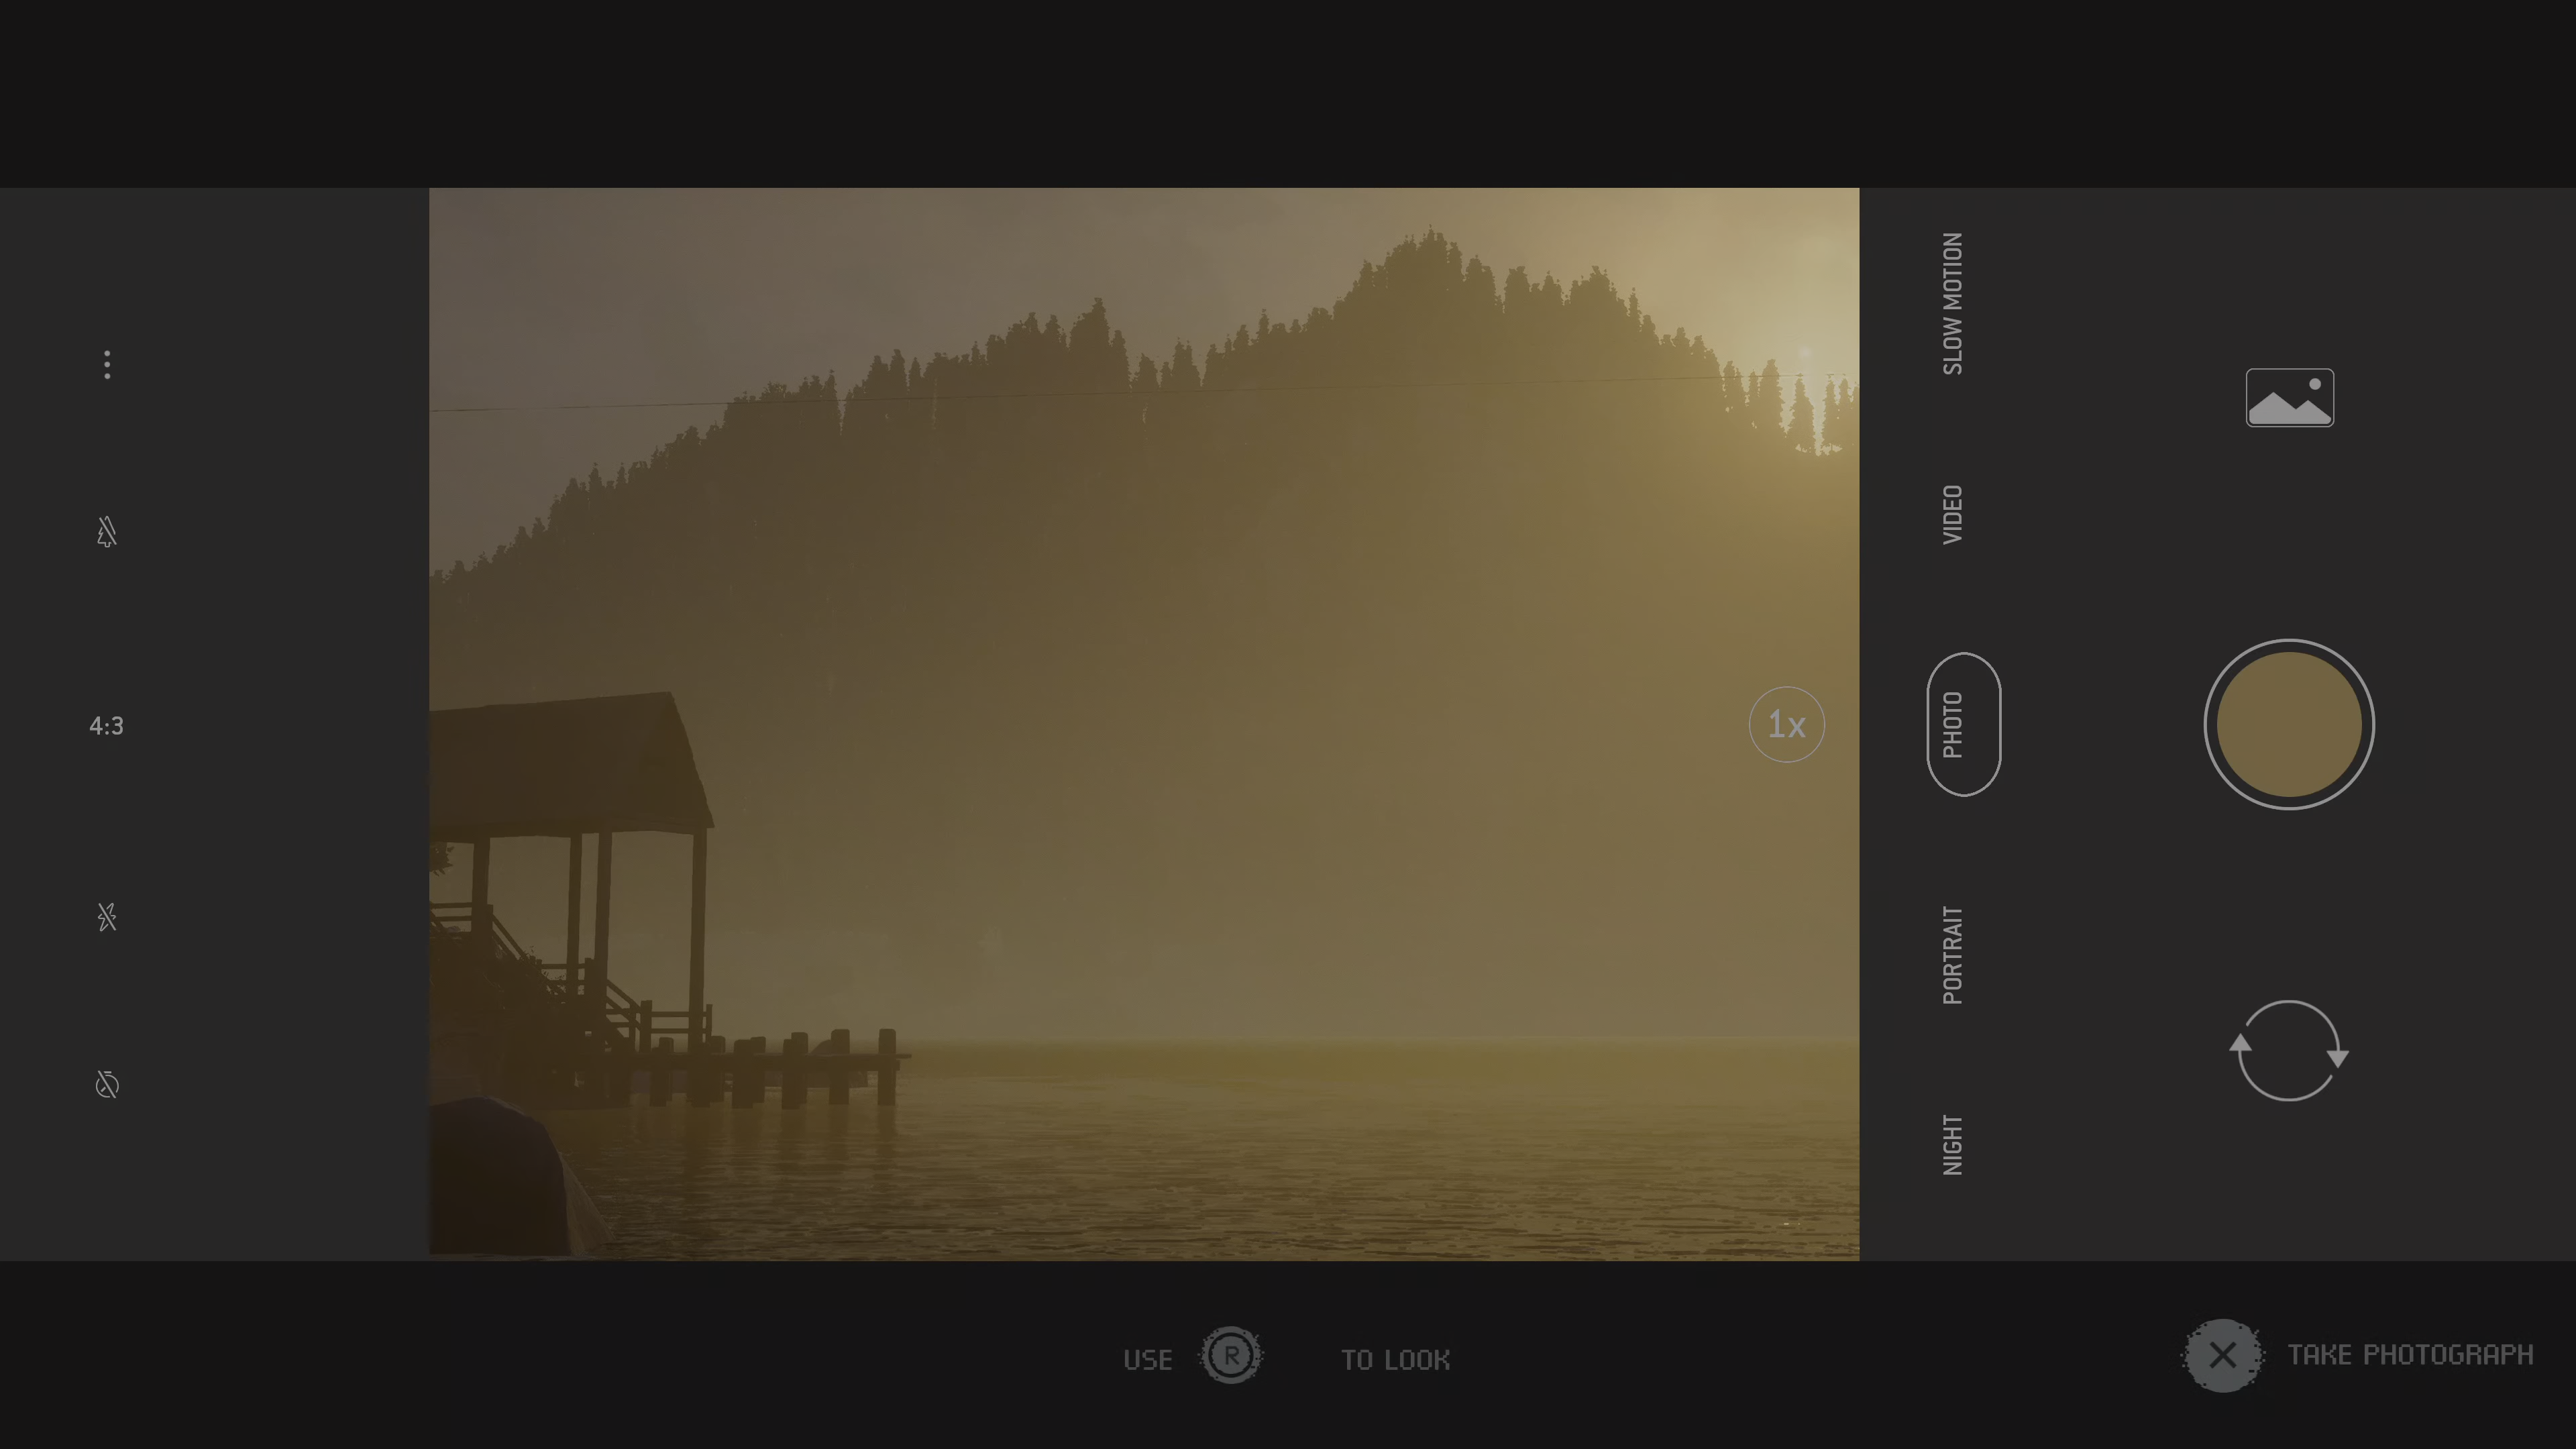 4:3
1x
SLOW MOTION
VIDEO
PHOTO
PORTRAIT
NIGHT
USE R TO LOOK
TAKE PHOTOGRAPH